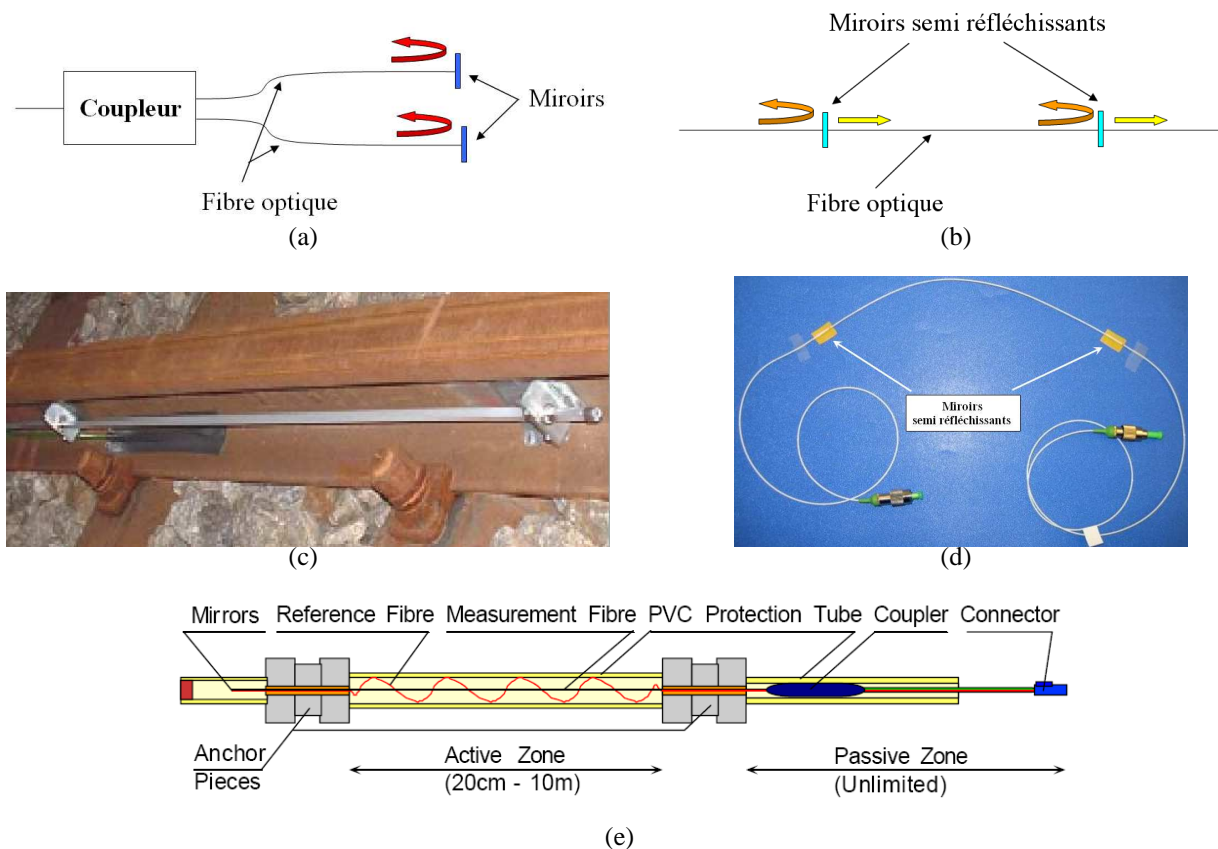 Miroirs semi réfléchissants
Coupleur
Miroirs
Fibre optique
Fibre optique
(a)
(b)
Miroirs
semi réfléchissants
(c)
(d)
Mirrors Reference Fibre Measurement Fibre PVC Protection Tube Coupler Connector
Anchor
Pieces
Active Zone
(20cm - 10m)
Passive Zone
(Unlimited)
(e)